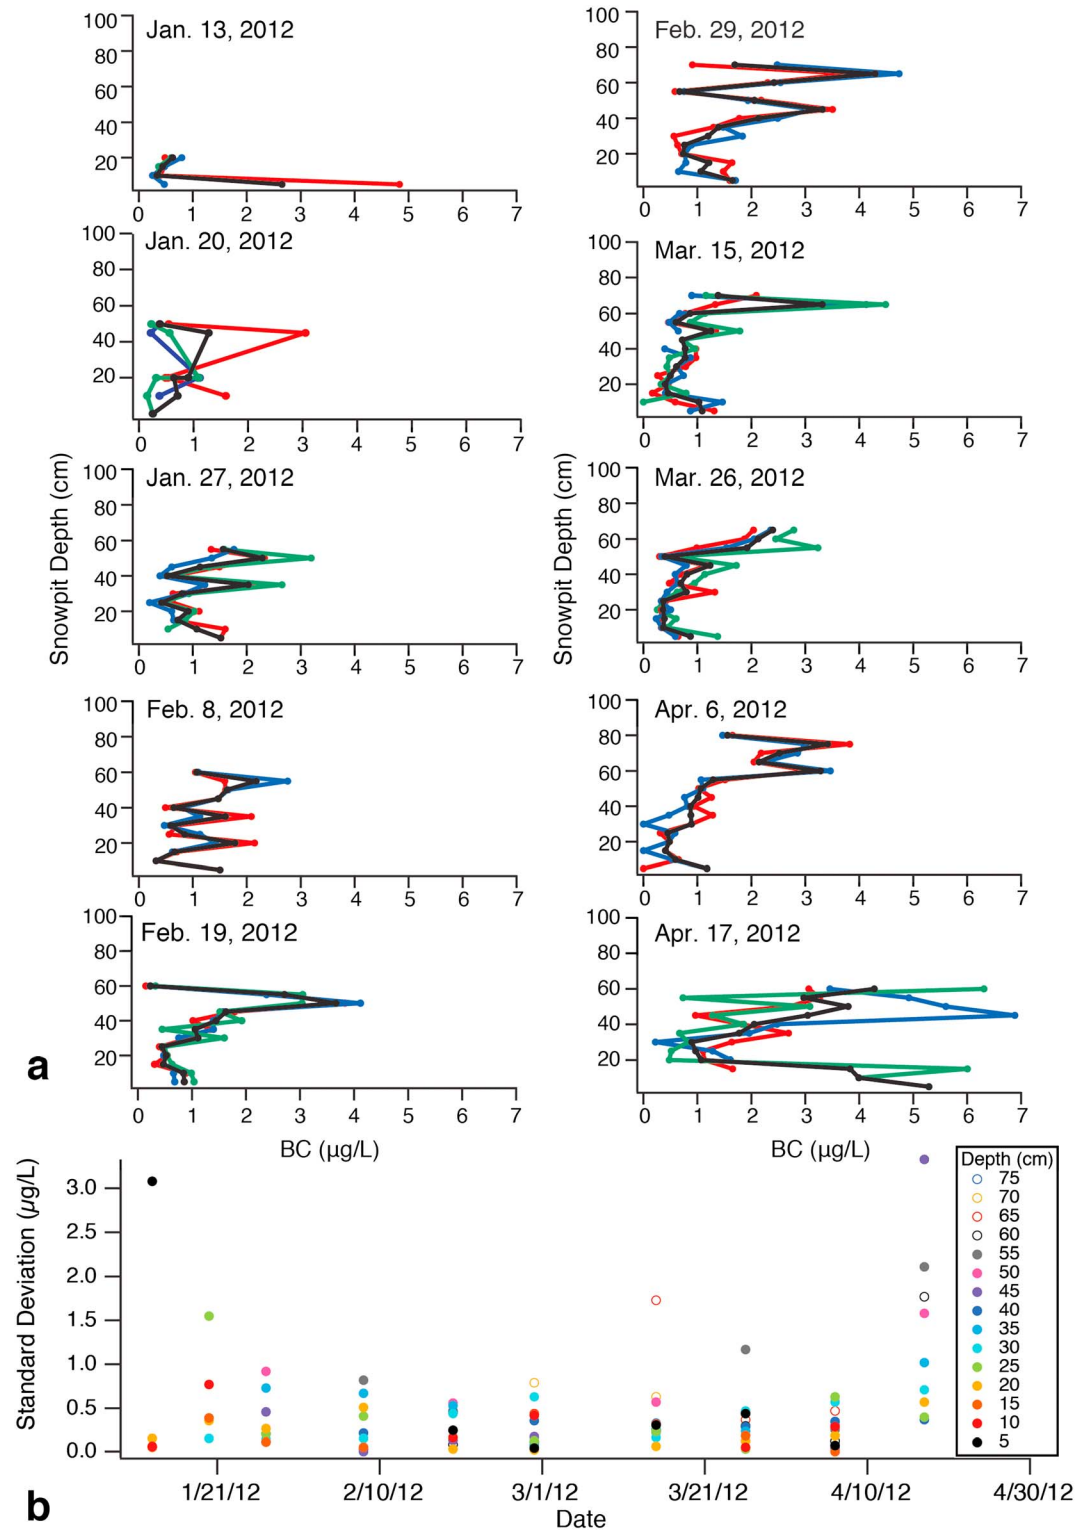 Jan. 13, 2012
100
80
60
40
20
0 1 2 3 4 5 6 7
Jan. 20, 2012
100
80
60
40
20
0 1 2 3 4 5 6 7
Jan. 27, 2012
100
80
60
40
20
0 1 2 3 4 5 6 7
Feb. 8, 2012
100
80
60
40
20
0 1 2 3 4 5 6 7
Feb. 19, 2012
100
80
60
40
20
0 1 2 3 4 5 6 7
Snowpit Depth (cm)
BC (µg/L)
a
Feb. 29, 2012
100
80
60
40
20
0 1 2 3 4 5 6 7
Mar. 15, 2012
100
80
60
40
20
0 1 2 3 4 5 6 7
Mar. 26, 2012
100
80
60
40
20
0 1 2 3 4 5 6 7
Apr. 6, 2012
100
80
60
40
20
0 1 2 3 4 5 6 7
Apr. 17, 2012
100
80
60
40
20
0 1 2 3 4 5 6 7
Snowpit Depth (cm)
BC (µg/L)
Standard Deviation (µg/L)
3.0
2.5
2.0
1.5
1.0
0.5
0.0
1/21/12 2/10/12 3/1/12 3/21/12 4/10/12 4/30/12
Date
b
Depth (cm)
75
70
65
60
55
50
45
40
35
30
25
20
15
10
5